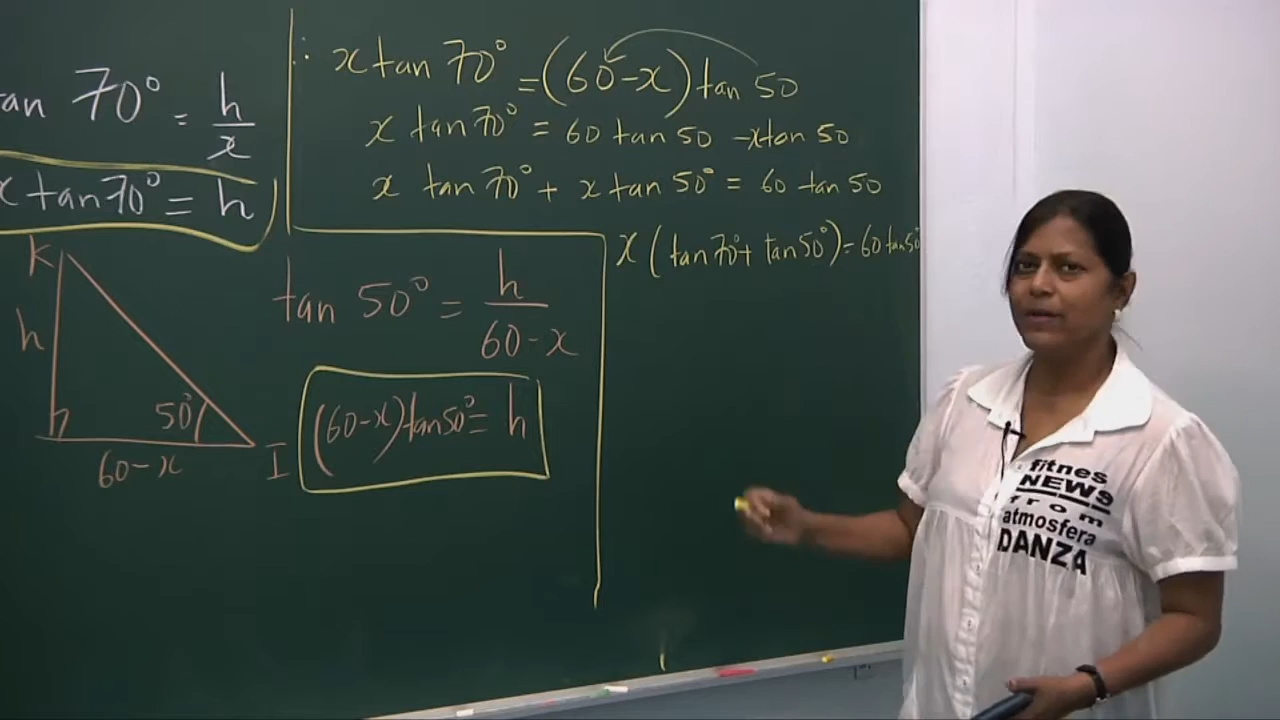 tan 70° = h/x
x tan 70° = h
K
h
50°
60-x
I
∴ x tan 70° = (60-x) tan 50
x tan 70° = 60 tan 50 -x tan 50
x tan 70° + x tan 50° = 60 tan 50
x (tan 70° + tan 50°) = 60 tan 50°
tan 50° = h/60-x
(60-x) tan 50° = h
fitnes
NEWS
from
atmosfera
DANZA